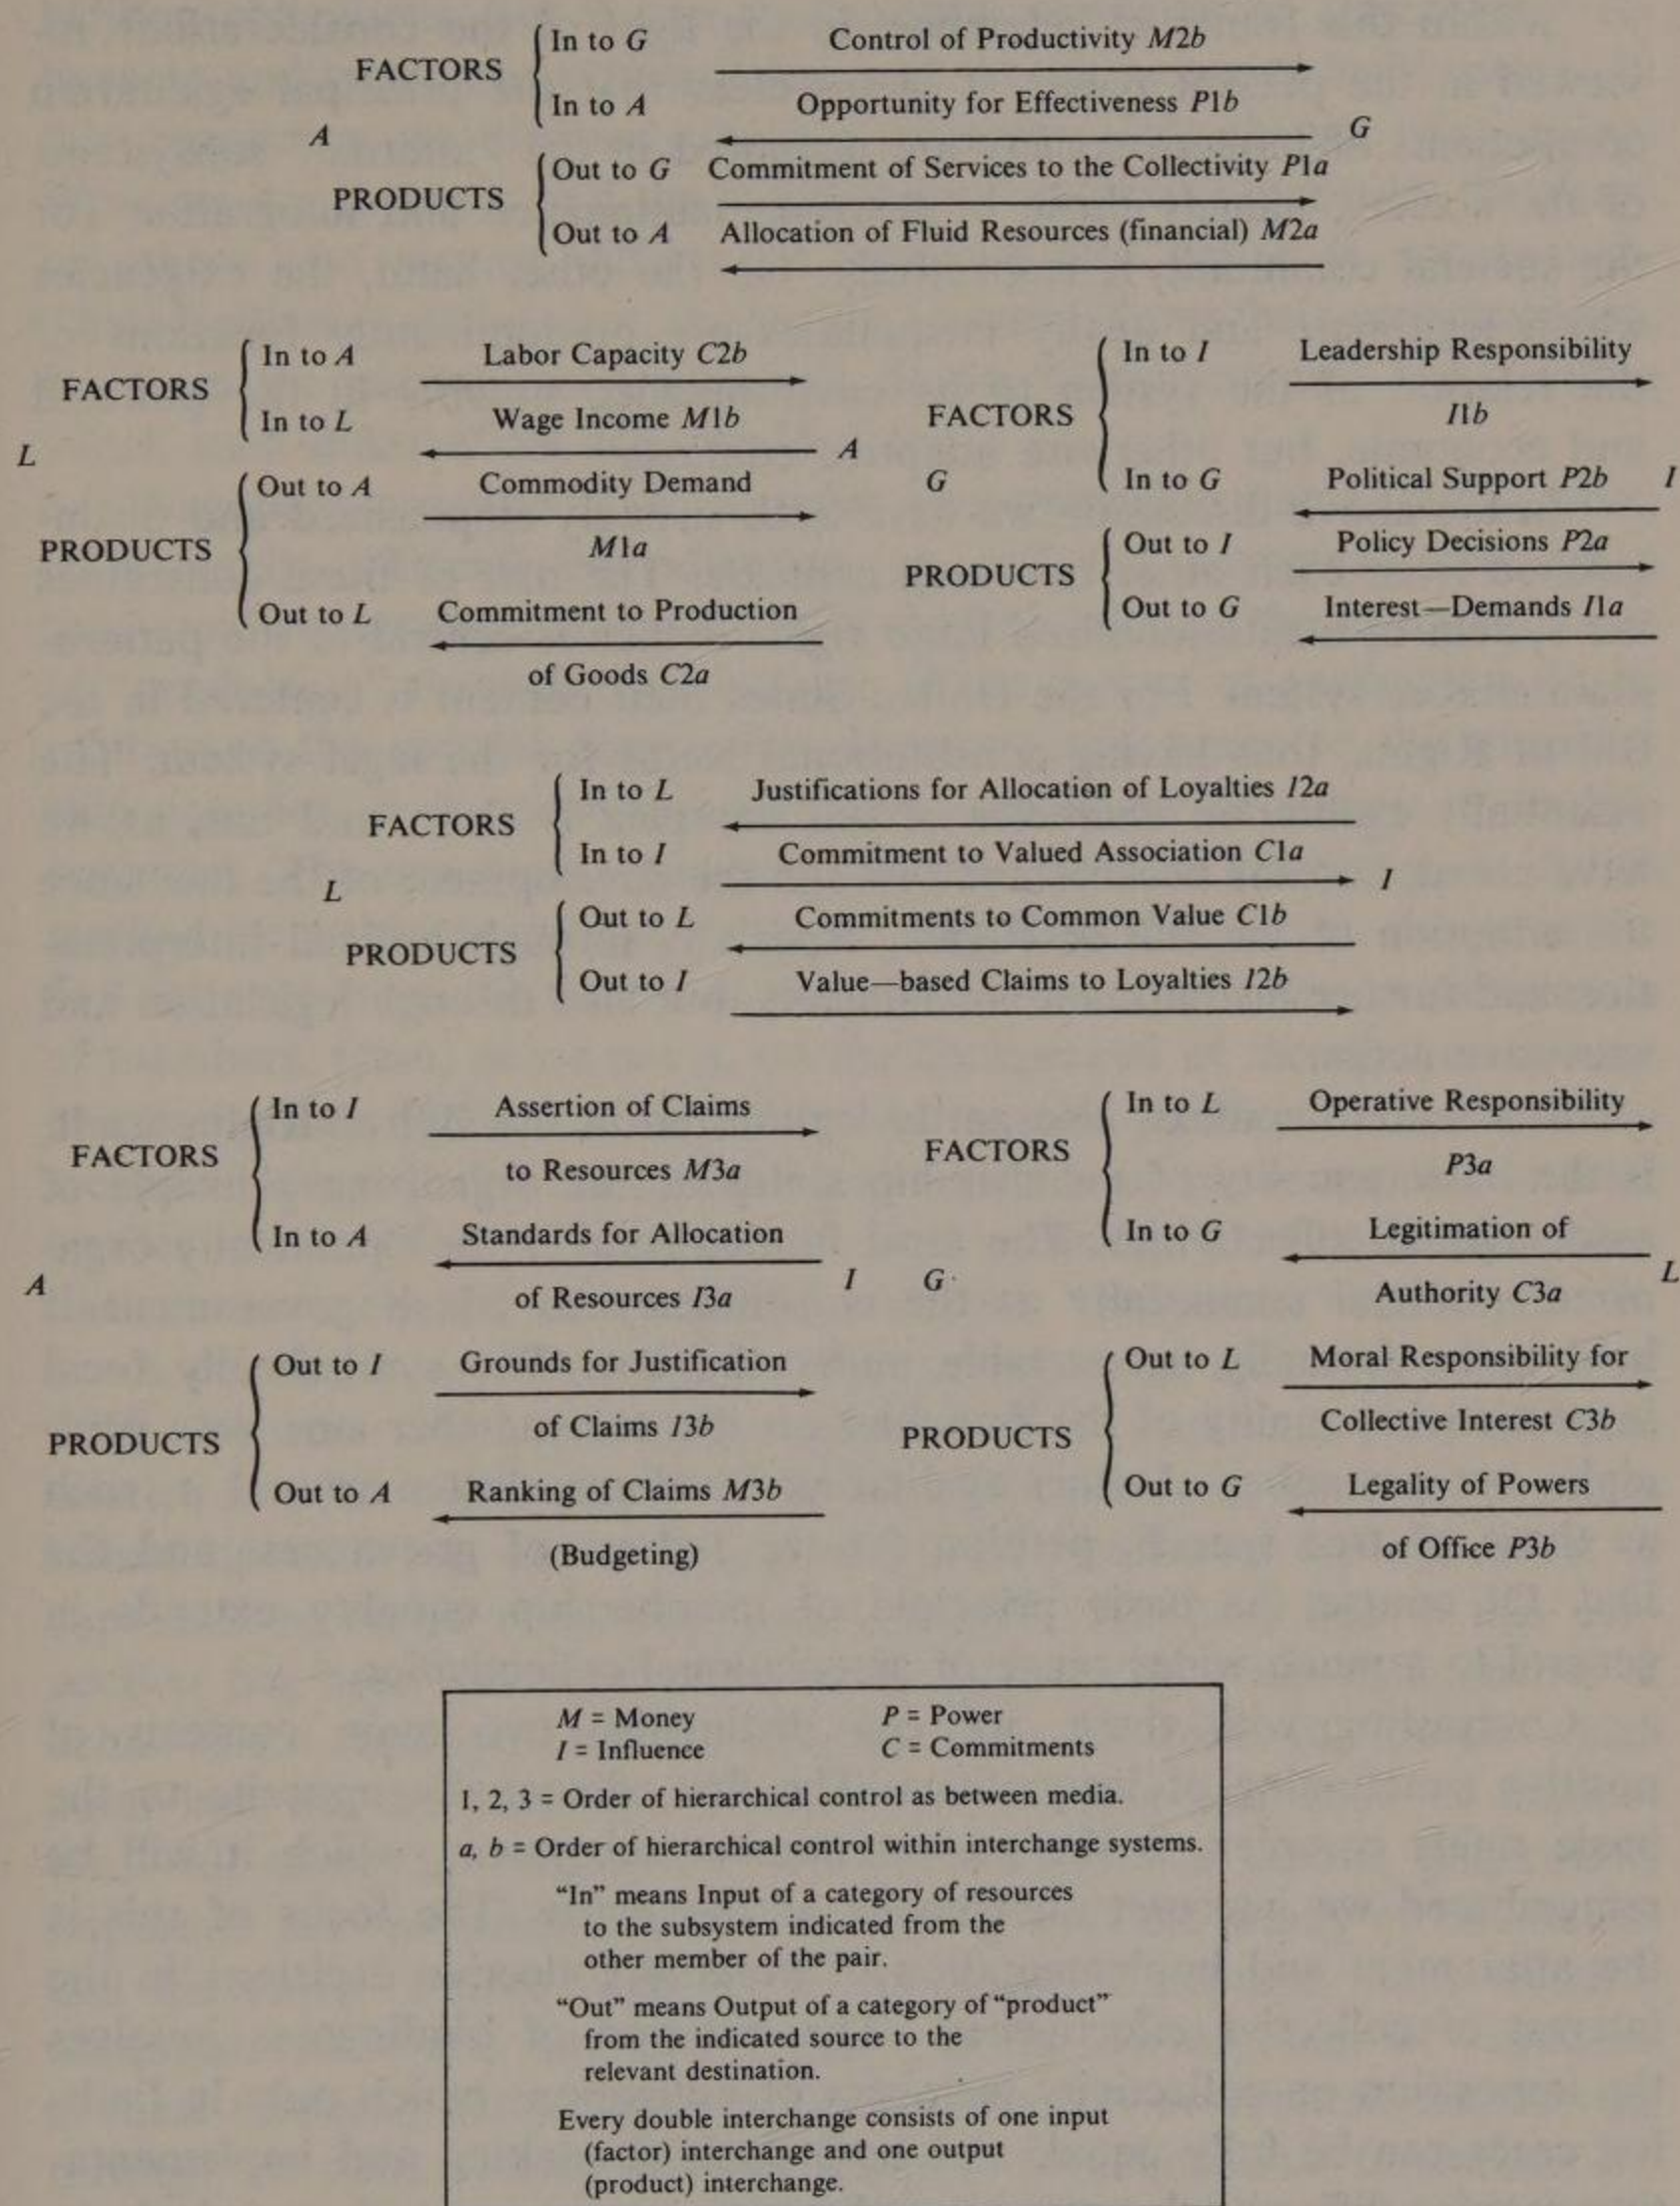 FACTORS
In to G
Control of Productivity M2b
In to A
Opportunity for Effectiveness P1b
A
G
PRODUCTS
Out to G
Commitment of Services to the Collectivity P1a
Out to A
Allocation of Fluid Resources (financial) M2a
FACTORS
In to A
Labor Capacity C2b
In to L
Wage Income M1b
L
A
PRODUCTS
Out to A
Commodity Demand
M1a
Out to L
Commitment to Production
of Goods C2a
FACTORS
In to I
Leadership Responsibility
I1b
In to G
Political Support P2b
G
I
PRODUCTS
Out to I
Policy Decisions P2a
Out to G
Interest—Demands I1a
FACTORS
In to L
Justifications for Allocation of Loyalties I2a
In to I
Commitment to Valued Association C1a
L
I
PRODUCTS
Out to L
Commitments to Common Value C1b
Out to I
Value—based Claims to Loyalties I2b
FACTORS
In to I
Assertion of Claims
to Resources M3a
In to A
Standards for Allocation
of Resources I3a
A
I
PRODUCTS
Out to I
Grounds for Justification
of Claims I3b
Out to A
Ranking of Claims M3b
(Budgeting)
FACTORS
In to L
Operative Responsibility
P3a
In to G
Legitimation of
Authority C3a
G
L
PRODUCTS
Out to L
Moral Responsibility for
Collective Interest C3b
Out to G
Legality of Powers
of Office P3b
M = Money P = Power
I = Influence C = Commitments
1, 2, 3 = Order of hierarchical control as between media.
a, b = Order of hierarchical control within interchange systems.
“In” means Input of a category of resources
to the subsystem indicated from the
other member of the pair.
“Out” means Output of a category of “product”
from the indicated source to the
relevant destination.
Every double interchange consists of one input
(factor) interchange and one output
(product) interchange.